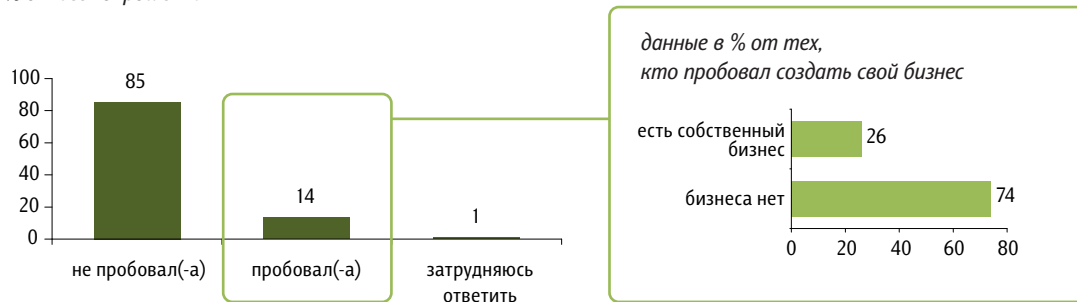 данные в % от тех,
кто пробовал создать свой бизнес
100
80
60
40
20
0
85
14
1
не пробовал(-а)
пробовал(-а)
затрудняюсь
ответить
есть собственный
бизнес
26
бизнеса нет
74
0 20 40 60 80